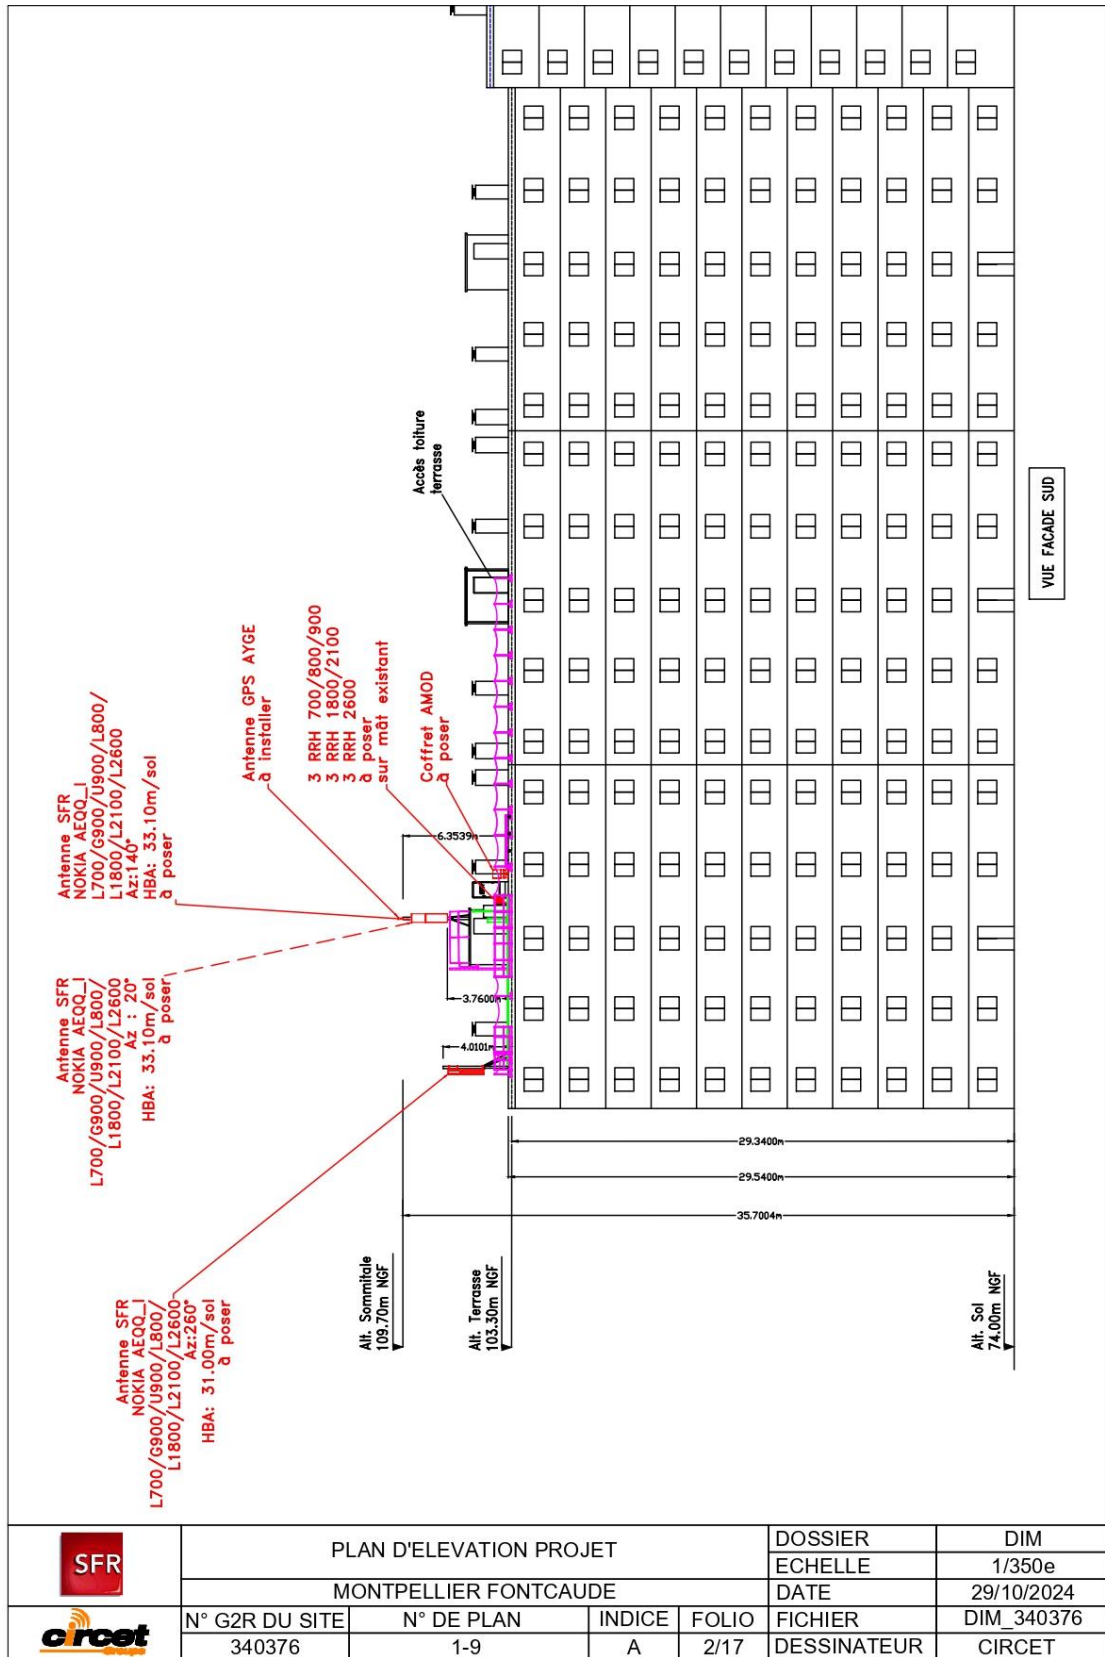 Antenne SFR
NOKIA AEQQ_I
L700/G900/U900/L800/
L1800/L2100/L2600
Az:140°
HBA: 33.10m/sol
à poser
Antenne GPS AYGE
à installer
3 RRH 700/800/900
3 RRH 1800/2100
3 RRH 2600
à poser
sur mât existant
Coffret AMOD
à poser
Accès toiture
terrasse
Antenne SFR
NOKIA AEQQ_I
L700/G900/U900/L800/
L1800/L2100/L2600
Az : 20°
HBA: 33.10m/sol
à poser
Antenne SFR
NOKIA AEQQ_I
L700/G900/U900/L800/
L1800/L2100/L2600
Az:260°
HBA: 31.00m/sol
à poser
6.3539m
3.7600m
4.0101m
29.3400m
29.5400m
35.7004m
Alt. Sommitale
109.70m NGF
Alt. Terrasse
103.30m NGF
Alt. Sol
74.00m NGF
VUE FACADE SUD
SFR
circet
Groupe
PLAN D'ELEVATION PROJET
MONTPELLIER FONTCAUDE
N° G2R DU SITE
340376
N° DE PLAN
1-9
INDICE
A
FOLIO
2/17
DOSSIER
DIM
ECHELLE
1/350e
DATE
29/10/2024
FICHIER
DIM_340376
DESSINATEUR
CIRCET